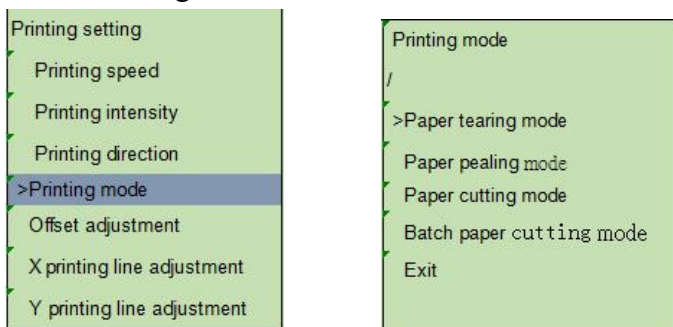 Printing setting
Printing speed
Printing intensity
Printing direction
>Printing mode
Offset adjustment
X printing line adjustment
Y printing line adjustment
Printing mode
/
>Paper tearing mode
Paper pealing mode
Paper cutting mode
Batch paper cutting mode
Exit